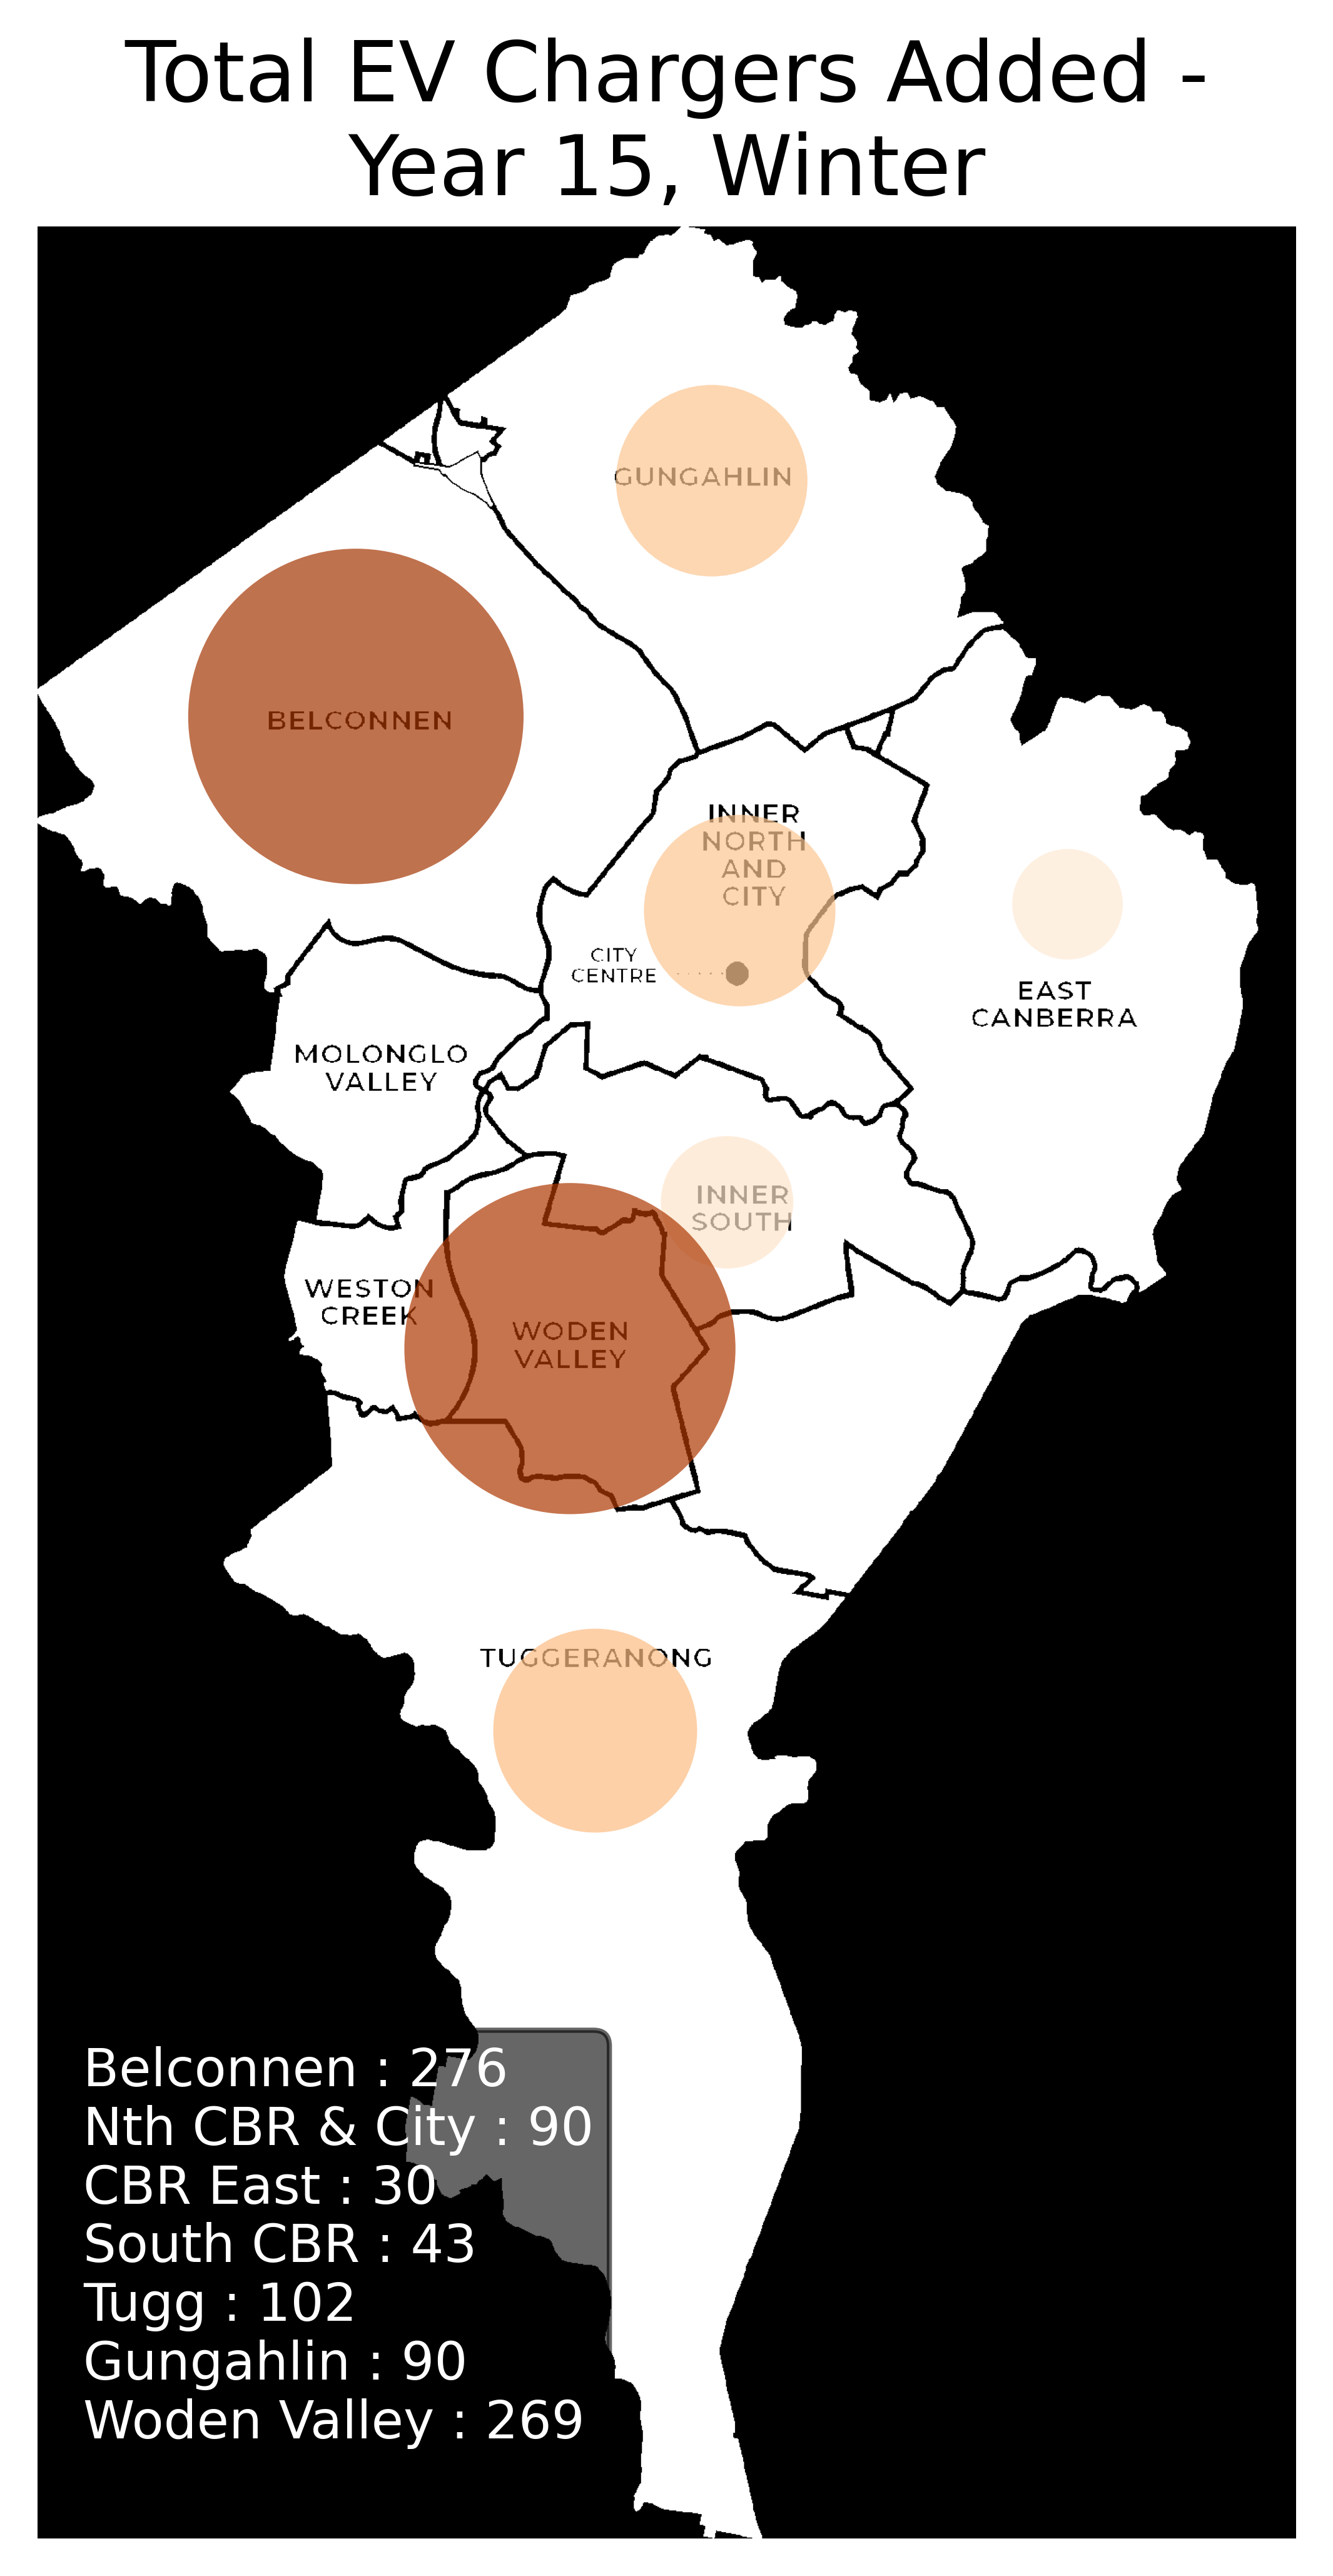 Total EV Chargers Added -
Year 15, Winter
GUNGAHLIN
BELCONNEN
INNER
NORTH
AND
CITY
CITY
CENTRE
EAST
CANBERRA
MOLONGLO
VALLEY
INNER
SOUTH
WESTON
CREEK
WODEN
VALLEY
TUGGERANONG
Belconnen : 276
Nth CBR & City : 90
CBR East : 30
South CBR : 43
Tugg : 102
Gungahlin : 90
Woden Valley : 269